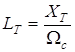 L_T = X_T / Ω_c